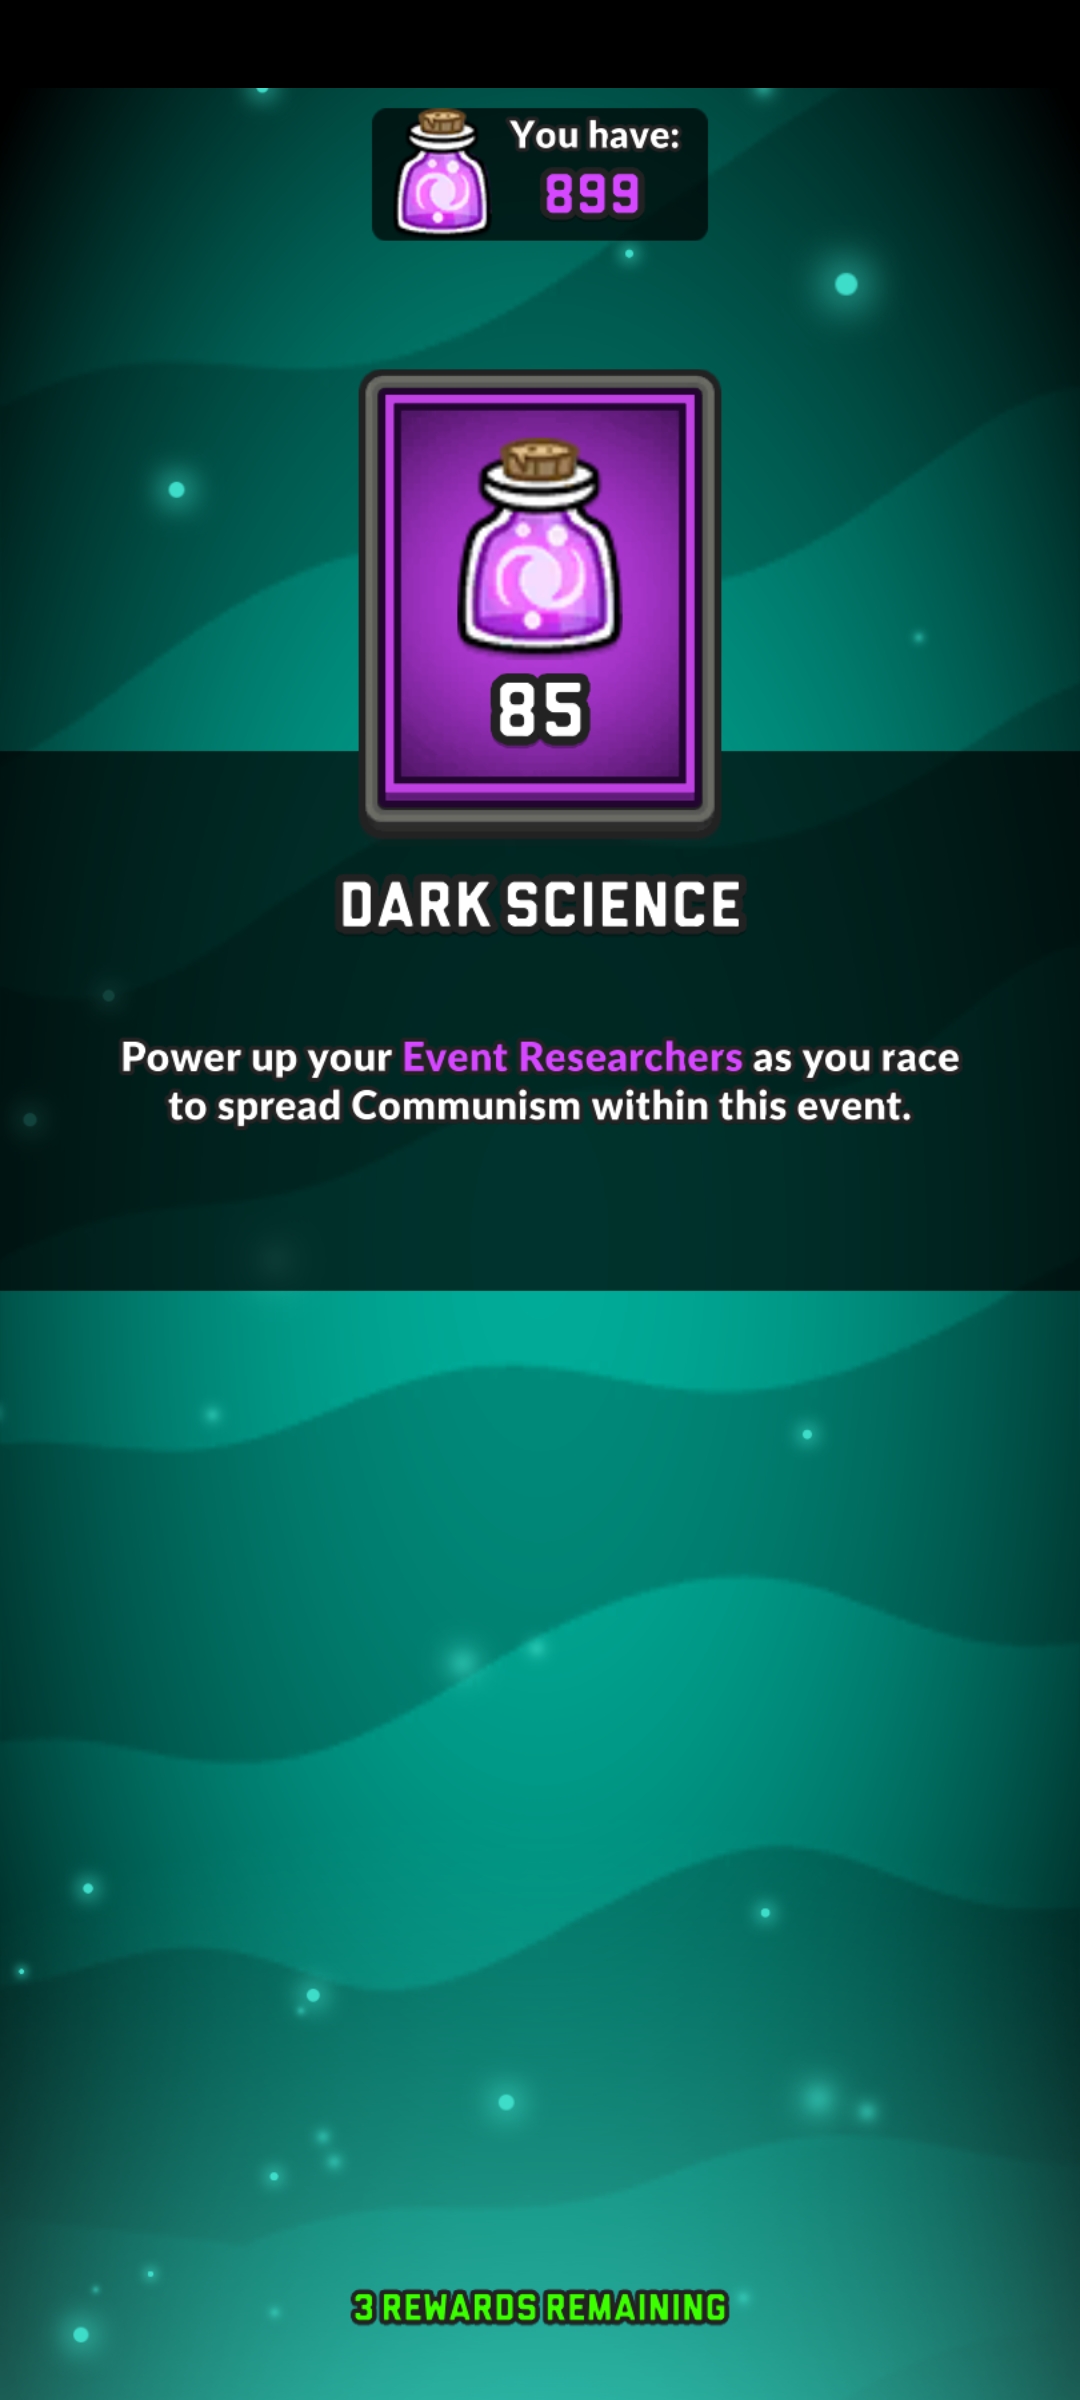 You have:
899
85
DARK SCIENCE
Power up your Event Researchers as you race
to spread Communism within this event.
3 REWARDS REMAINING